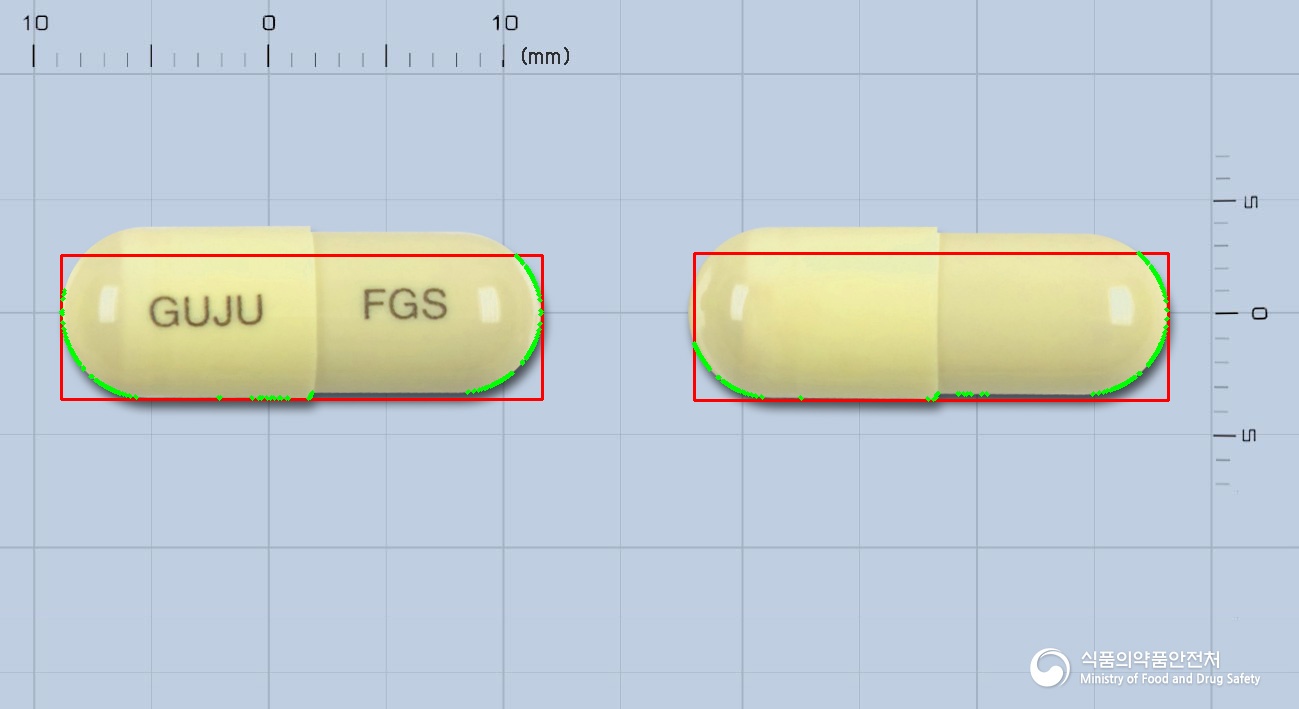 10 0 10
(mm)
5
0
5
GUJU FGS
식품의약품안전처
Ministry of Food and Drug Safety